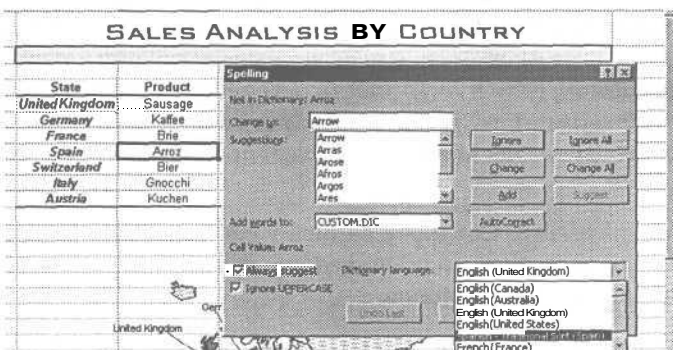 SALES ANALYSIS BY COUNTRY
State Product
United Kingdom Sausage
Germany Kaffee
France Brie
Spain Arroz
Switzerland Bier
Italy Gnocchi
Austria Kuchen
Spelling
Not in Dictionary: Arroz
Change to: Arrow
Suggestions: Arrow
Arras
Arose
Afros
Argos
Ares
Ignore Ignore All
Change Change All
Add Suggest
Add words to: CUSTOM.DIC AutoCorrect
Cell Value: Arroz
Always suggest Dictionary language: English (United Kingdom)
Ignore UPPERCASE
Undo Last
English (Canada)
English (Australia)
English (United Kingdom)
English (United States)
French (France)
United Kingdom